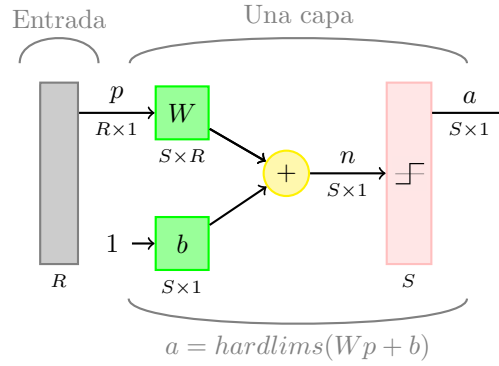 Entrada
Una capa
p
R×1
W
S×R
a
S×1
+
n
S×1
1
b
S×1
R
S
a = hardlims(Wp + b)